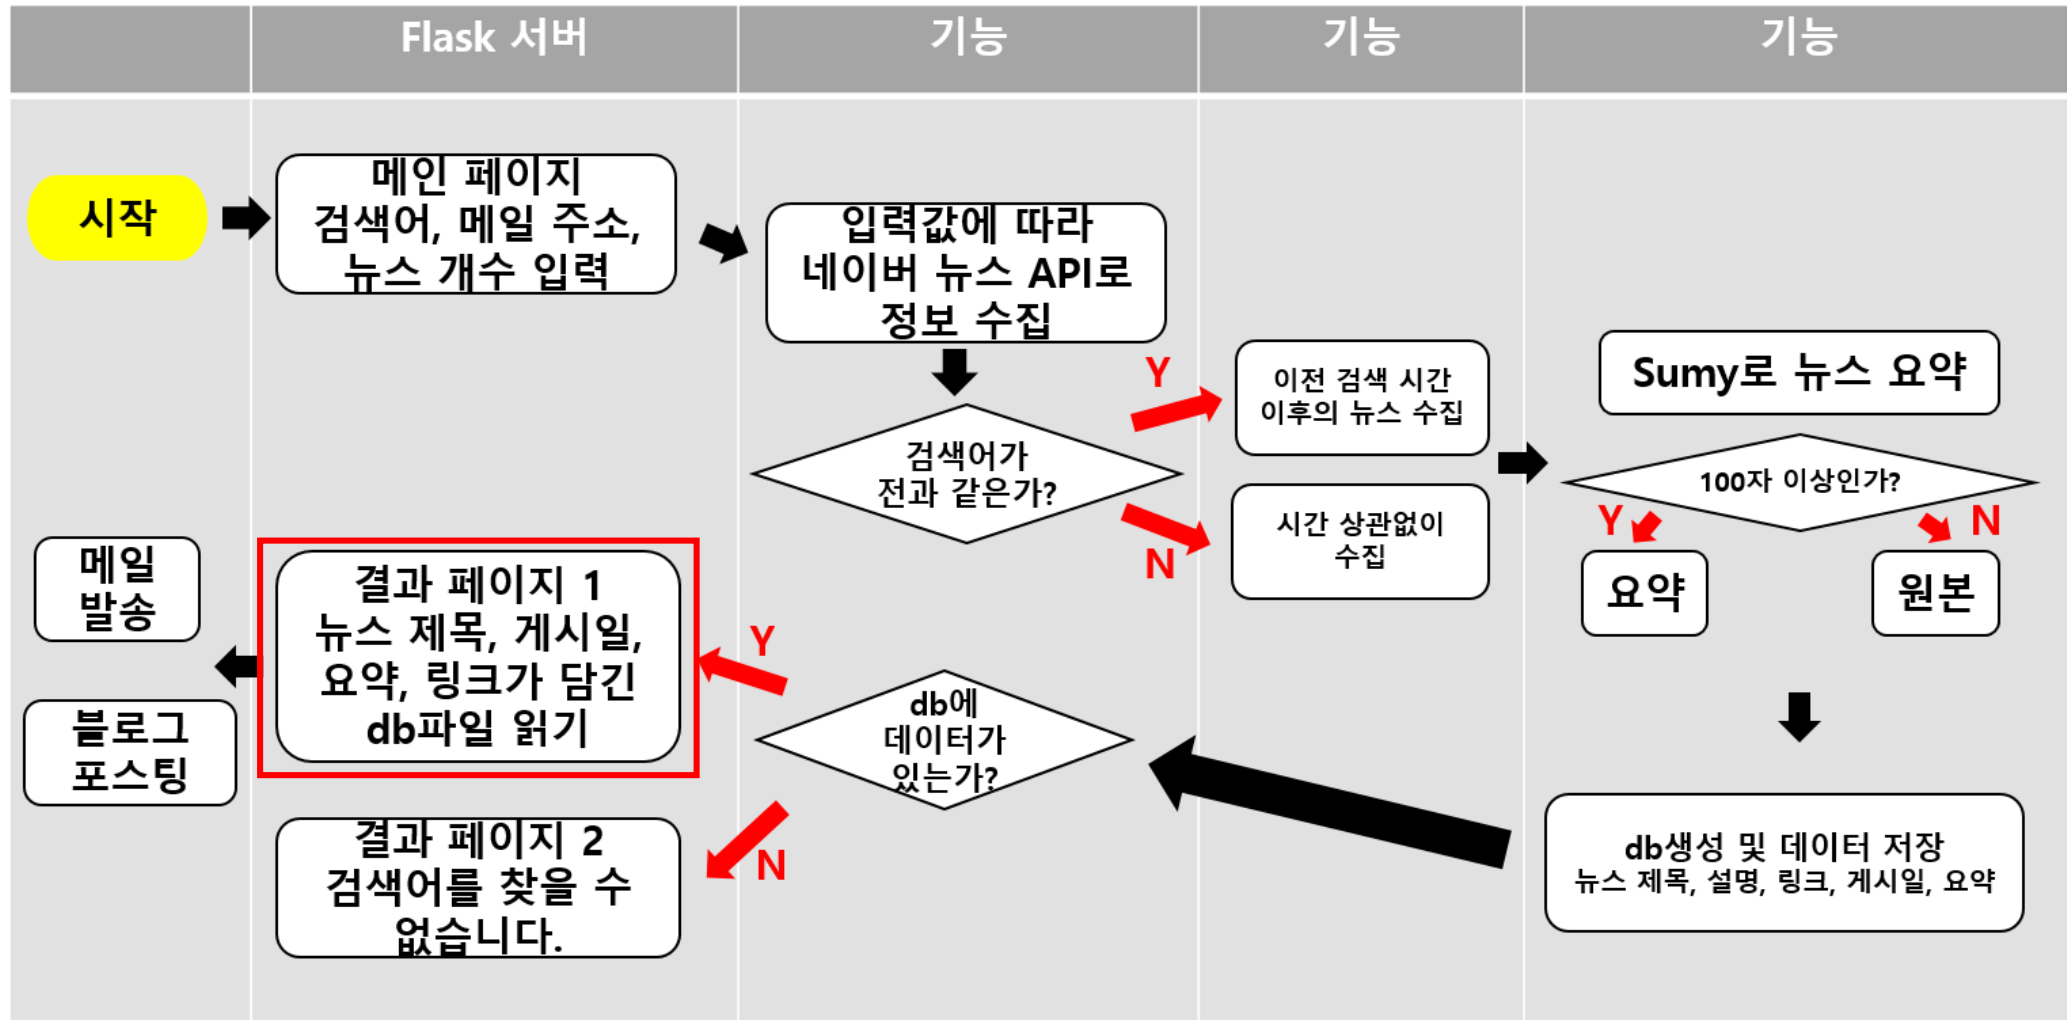 Flask 서버
기능
기능
기능
시작
메인 페이지
검색어, 메일 주소,
뉴스 개수 입력
입력값에 따라
네이버 뉴스 API로
정보 수집
검색어가
전과 같은가?
Y
이전 검색 시간
이후의 뉴스 수집
N
시간 상관없이
수집
Sumy로 뉴스 요약
100자 이상인가?
Y
N
요약
원본
db생성 및 데이터 저장
뉴스 제목, 설명, 링크, 게시일, 요약
db에
데이터가
있는가?
Y
결과 페이지 1
뉴스 제목, 게시일,
요약, 링크가 담긴
db파일 읽기
N
결과 페이지 2
검색어를 찾을 수
없습니다.
메일
발송
블로그
포스팅